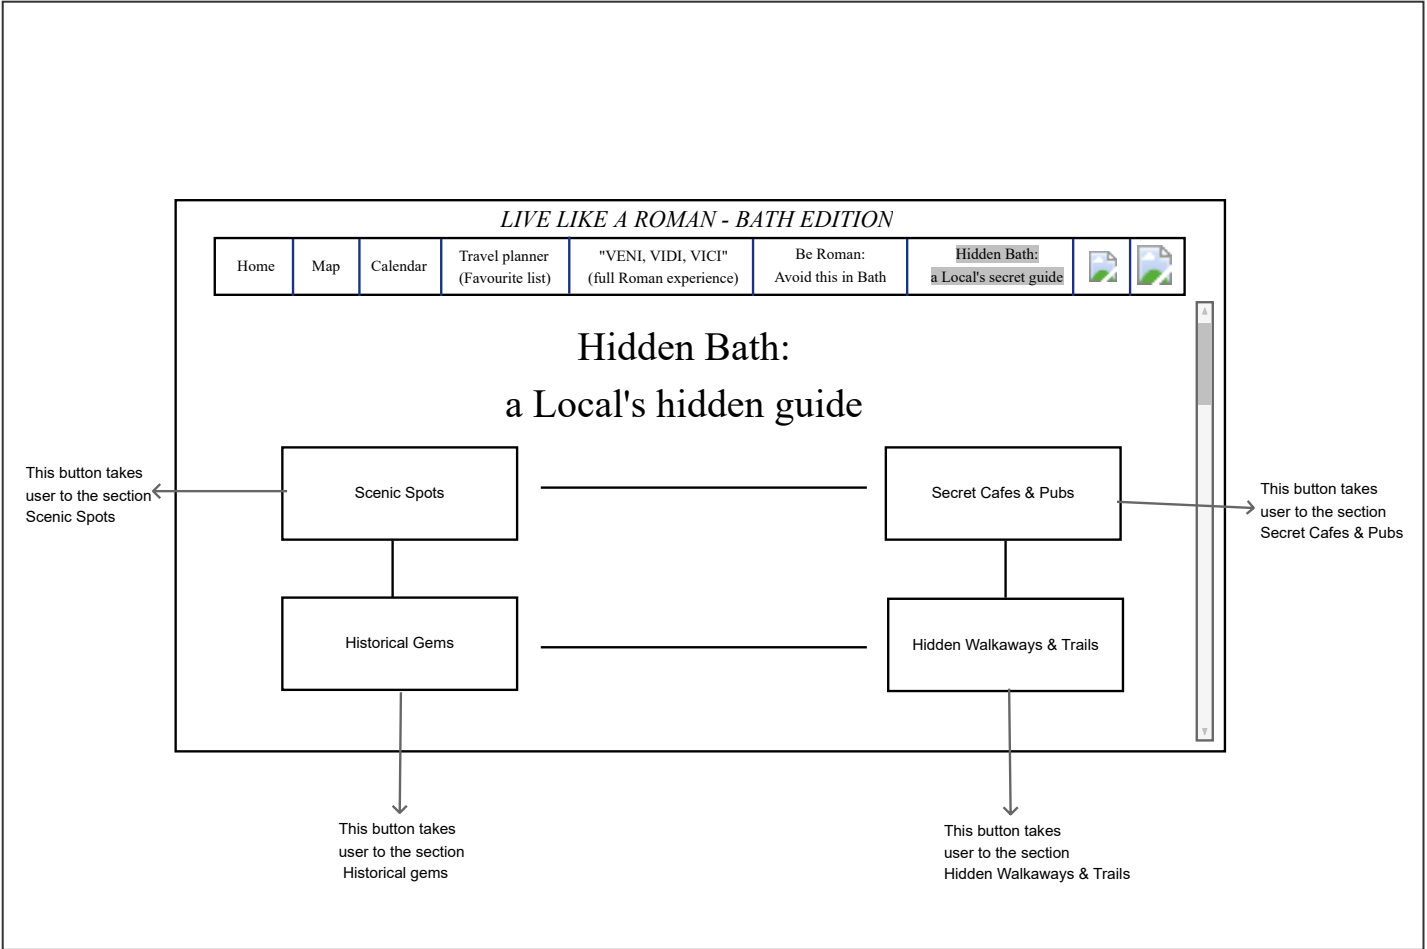 LIVE LIKE A ROMAN - BATH EDITION
Home
Map
Calendar
Travel planner
(Favourite list)
"VENI, VIDI, VICI"
(full Roman experience)
Be Roman:
Avoid this in Bath
Hidden Bath:
a Local's secret guide
Hidden Bath:
a Local's hidden guide
This button takes
user to the section
Scenic Spots
Scenic Spots
Secret Cafes & Pubs
This button takes
user to the section
Secret Cafes & Pubs
Historical Gems
Hidden Walkaways & Trails
This button takes
user to the section
Historical gems
This button takes
user to the section
Hidden Walkaways & Trails